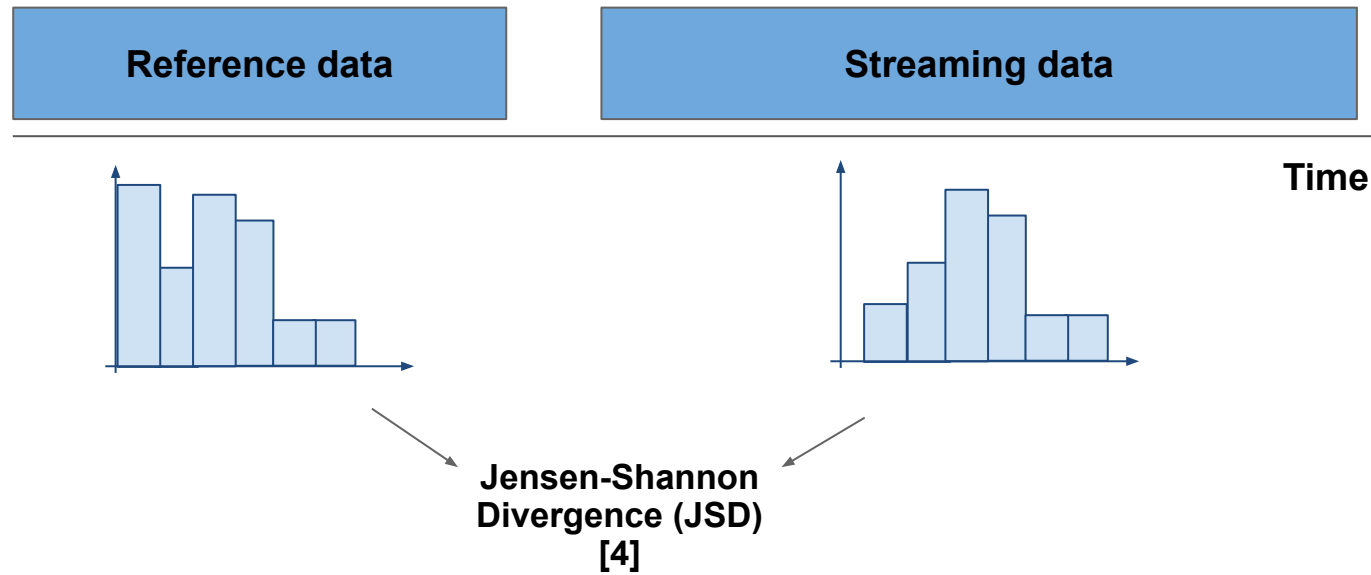 Reference data
Streaming data
Time
Jensen-Shannon
Divergence (JSD)
[4]